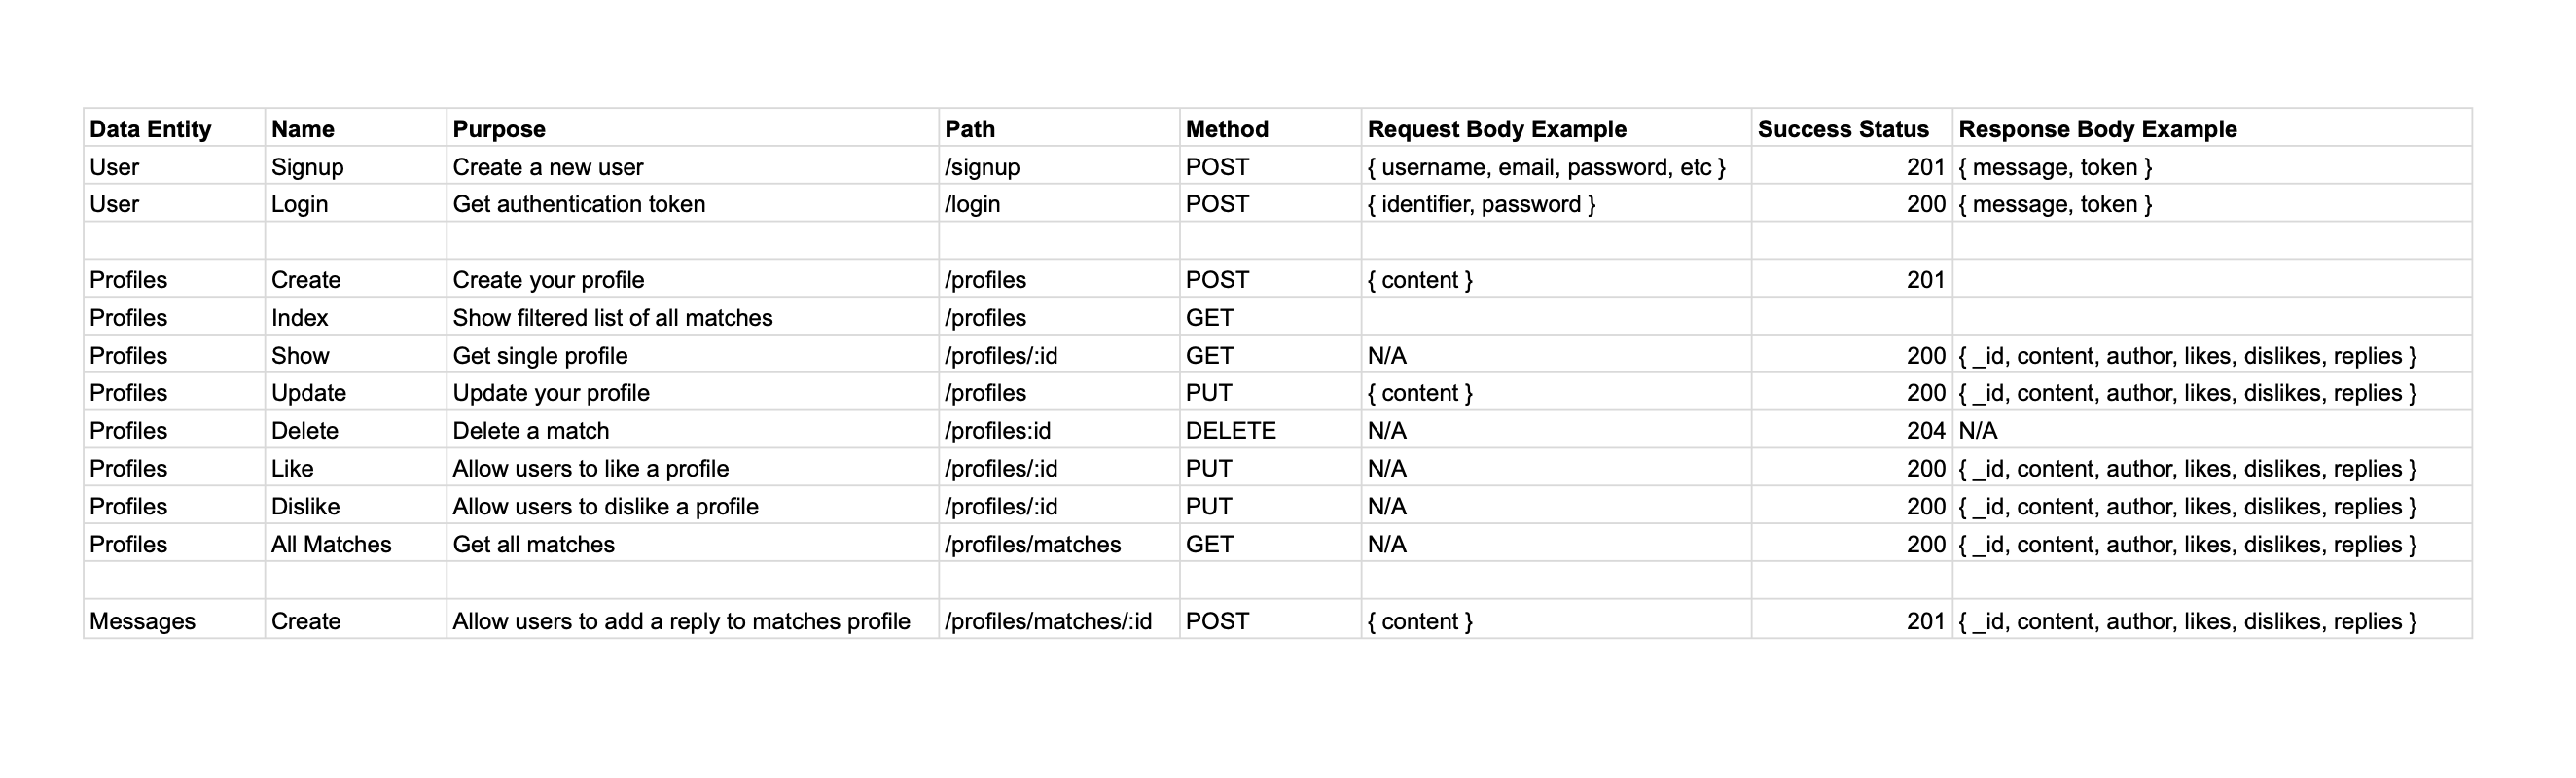 Data Entity Name Purpose Path Method Request Body Example Success Status Response Body Example
User Signup Create a new user /signup POST { username, email, password, etc } 201 { message, token }
User Login Get authentication token /login POST { identifier, password } 200 { message, token }
Profiles Create Create your profile /profiles POST { content } 201
Profiles Index Show filtered list of all matches /profiles GET
Profiles Show Get single profile /profiles/:id GET N/A 200 { _id, content, author, likes, dislikes, replies }
Profiles Update Update your profile /profiles PUT { content } 200 { _id, content, author, likes, dislikes, replies }
Profiles Delete Delete a match /profiles:id DELETE N/A 204 N/A
Profiles Like Allow users to like a profile /profiles/:id PUT N/A 200 { _id, content, author, likes, dislikes, replies }
Profiles Dislike Allow users to dislike a profile /profiles/:id PUT N/A 200 { _id, content, author, likes, dislikes, replies }
Profiles All Matches Get all matches /profiles/matches GET N/A 200 { _id, content, author, likes, dislikes, replies }
Messages Create Allow users to add a reply to matches profile /profiles/matches/:id POST { content } 201 { _id, content, author, likes, dislikes, replies }